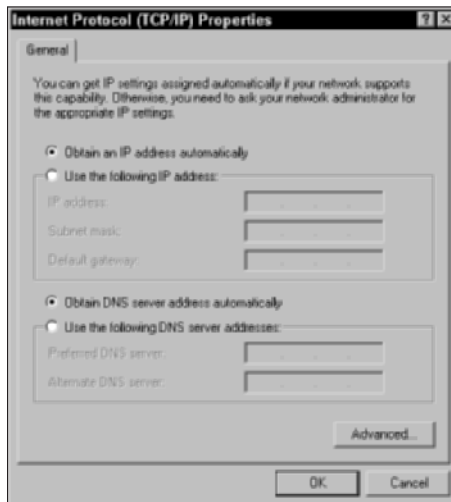 Internet Protocol (TCP/IP) Properties
General
You can get IP settings assigned automatically if your network supports
this capability. Otherwise, you need to ask your network administrator for
the appropriate IP settings.
Obtain an IP address automatically
Use the following IP address:
IP address:
Subnet mask:
Default gateway:
Obtain DNS server address automatically
Use the following DNS server addresses:
Preferred DNS server:
Alternate DNS server:
Advanced...
OK Cancel